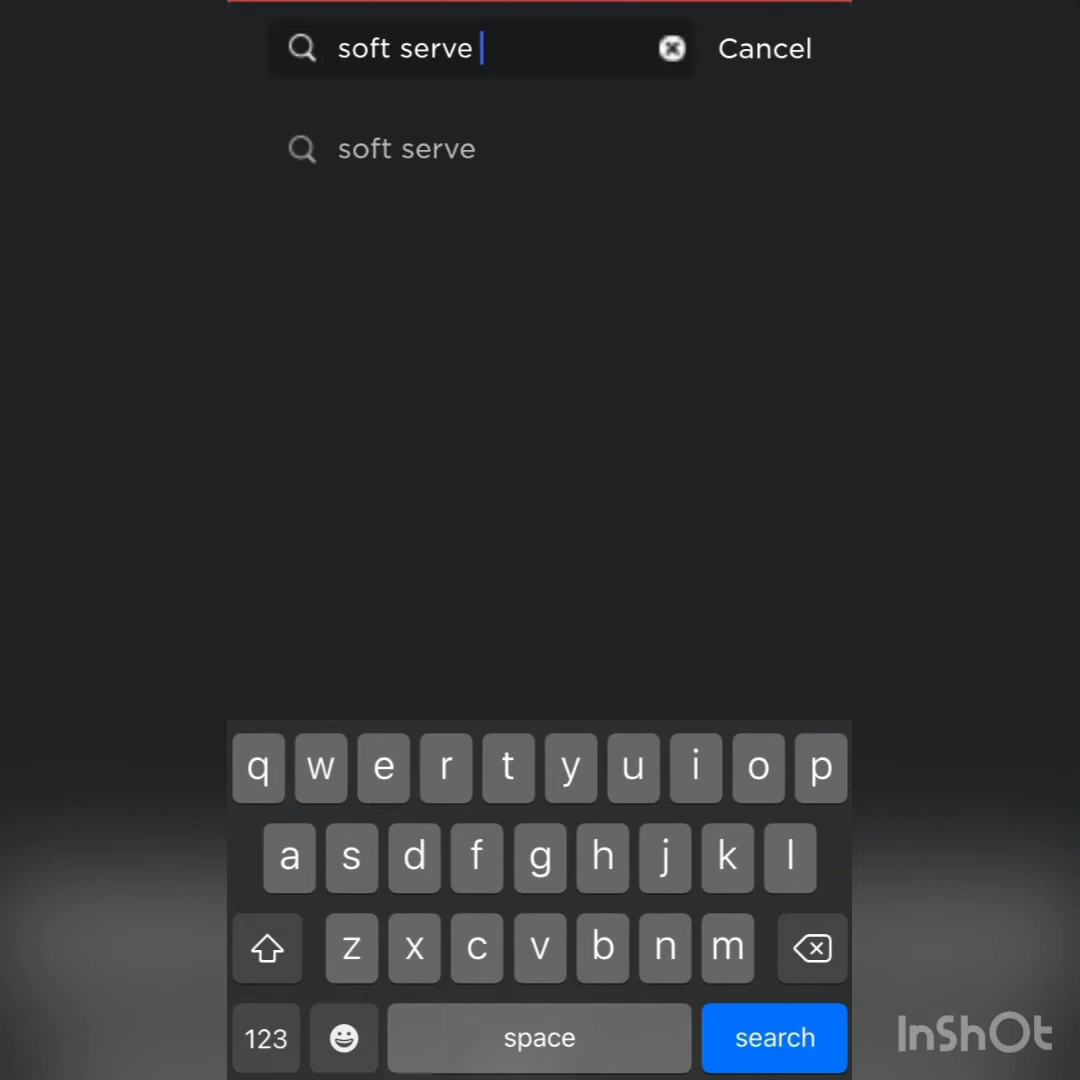 soft serve
Cancel
soft serve
q w e r t y u i o p
a s d f g h j k l
z x c v b n m
123 space search
InShOt